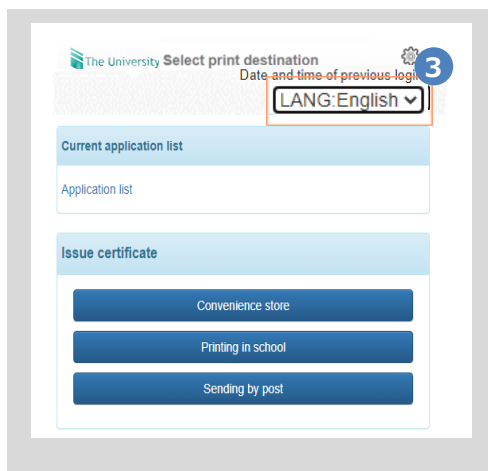 The University Select print destination
Date and time of previous login
3
LANG:English
Current application list
Application list
Issue certificate
Convenience store
Printing in school
Sending by post